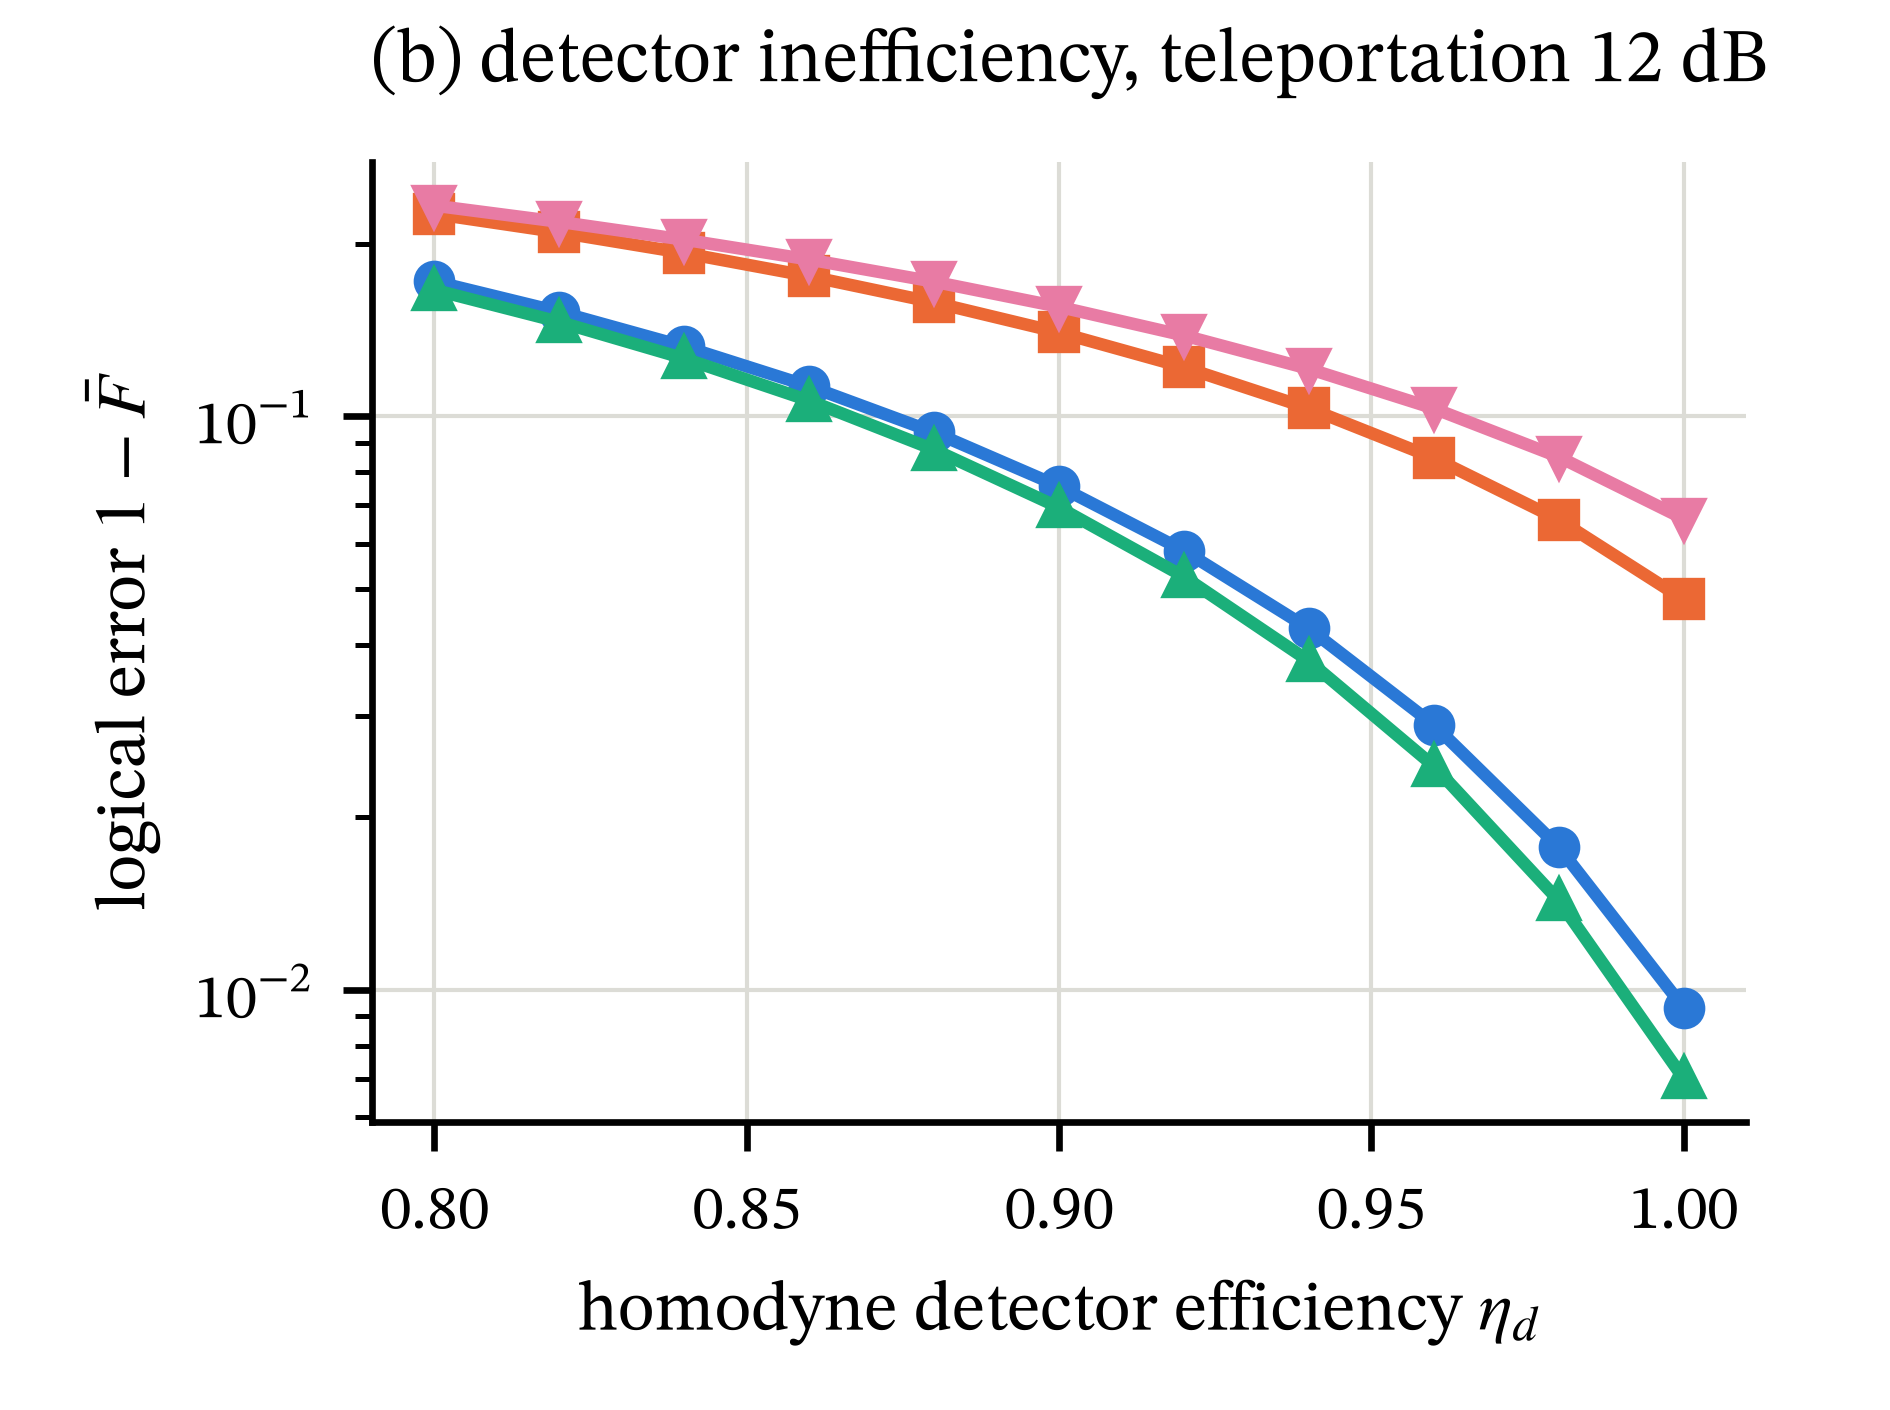 (b) detector inefficiency, teleportation 12 dB
logical error 1 − F̄
10⁻¹
10⁻²
0.80 0.85 0.90 0.95 1.00
homodyne detector efficiency η_d